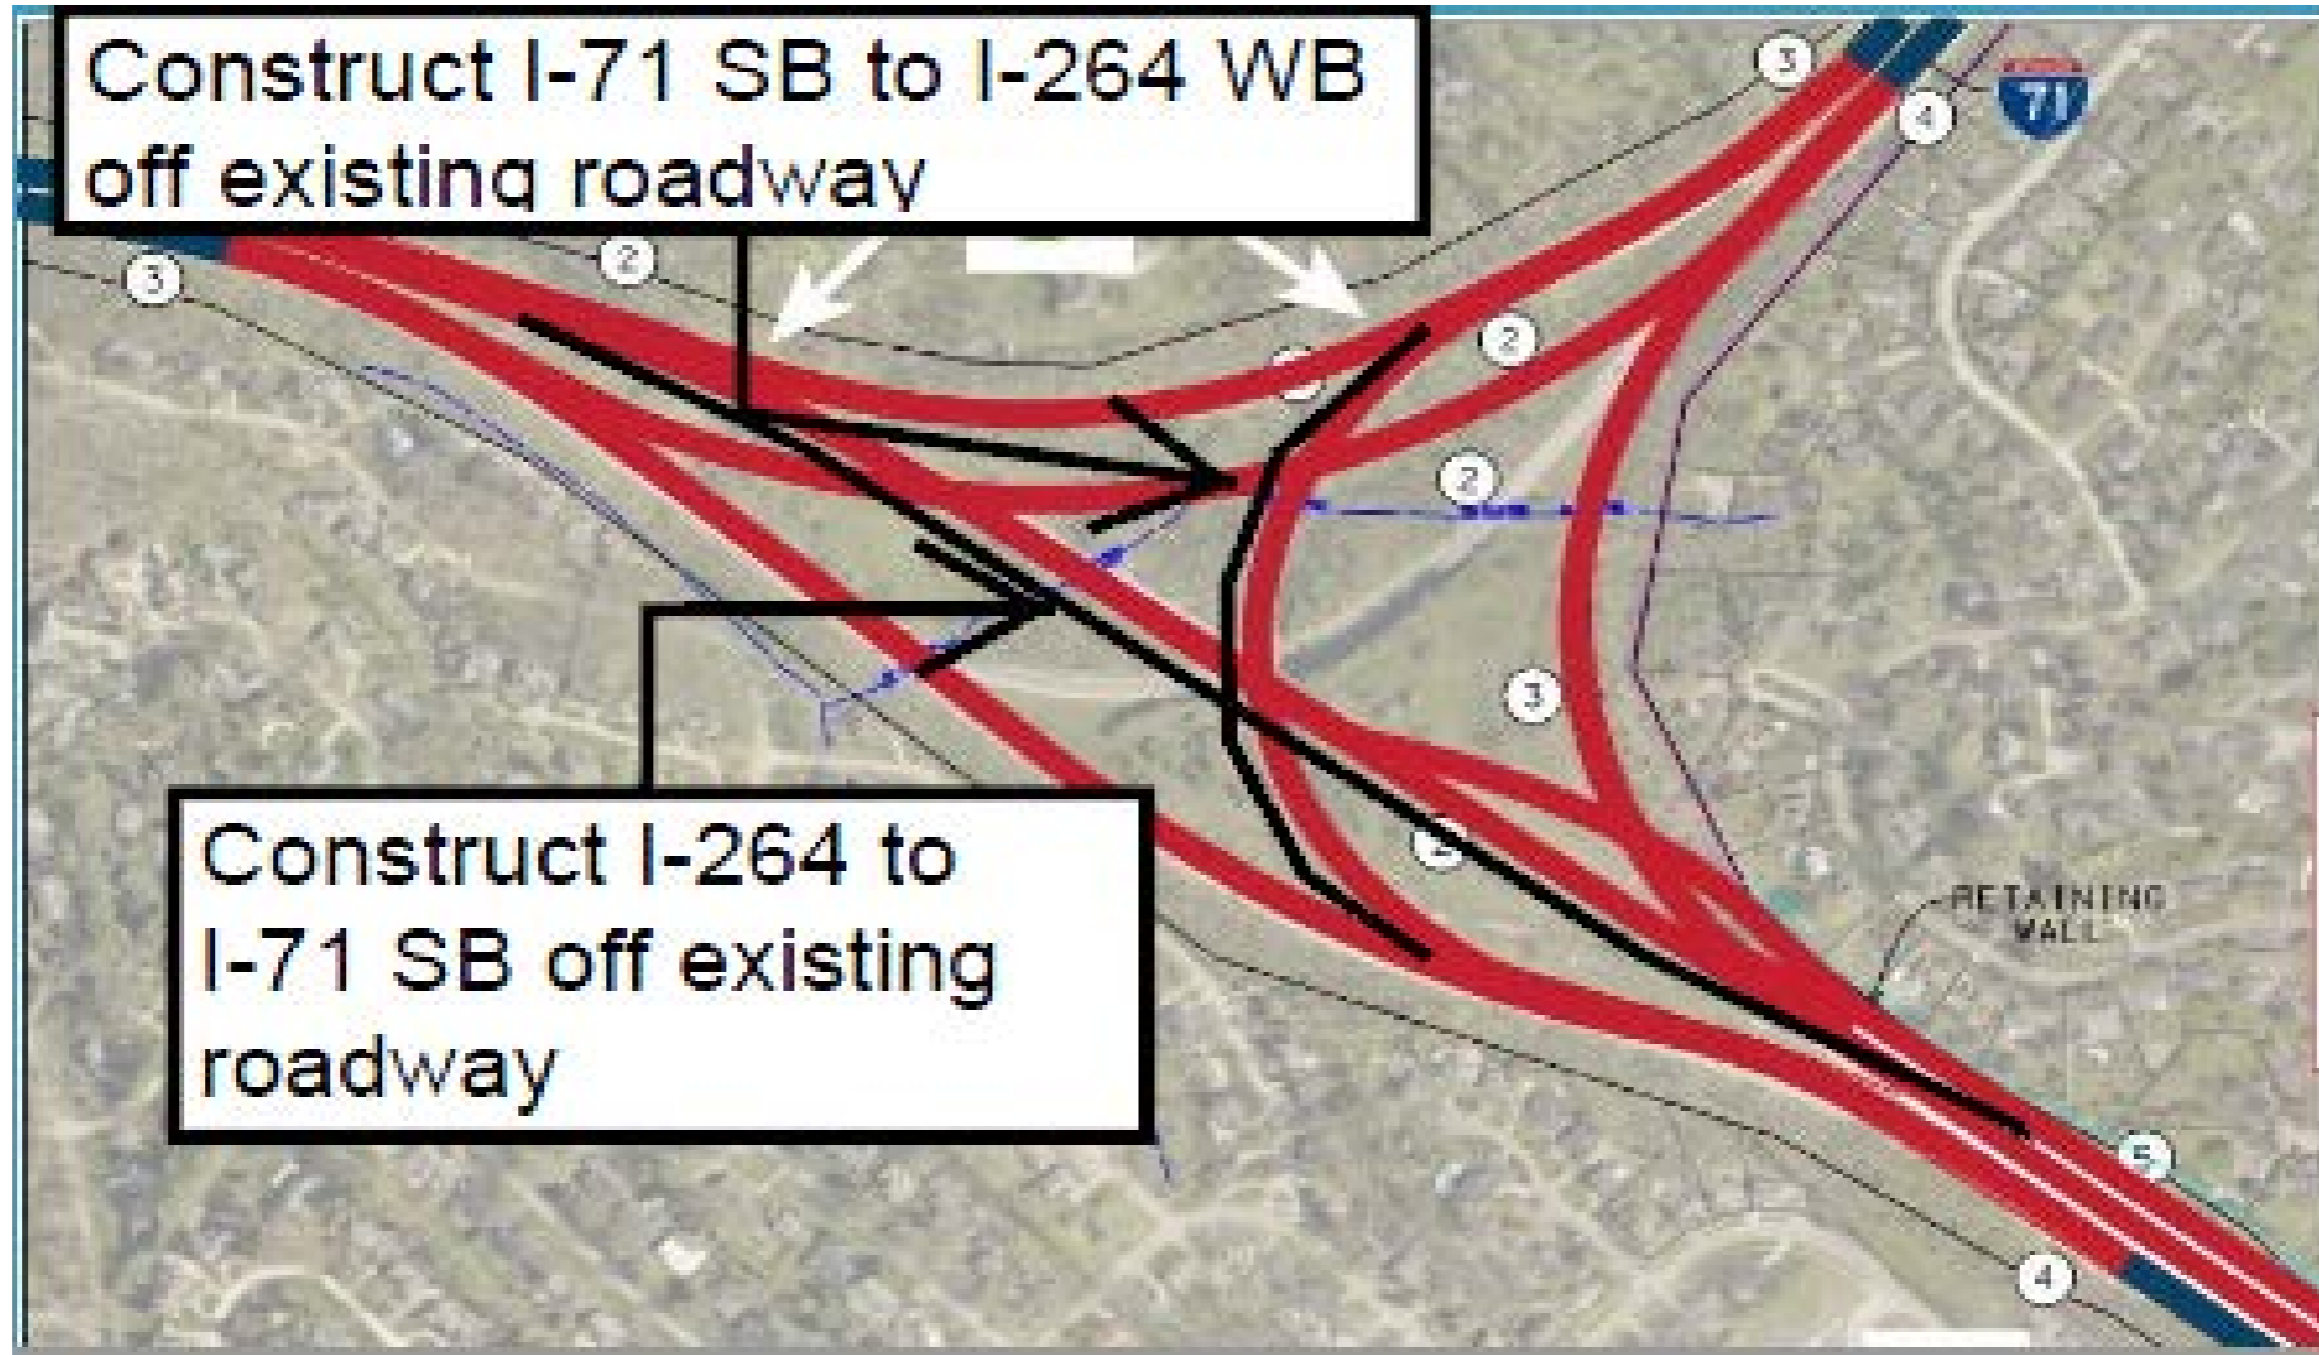 Construct I-71 SB to I-264 WB
off existing roadway
3
71
4
2
3
2
2
3
Construct I-264 to
I-71 SB off existing
roadway
RETAINING
WALL
5
4